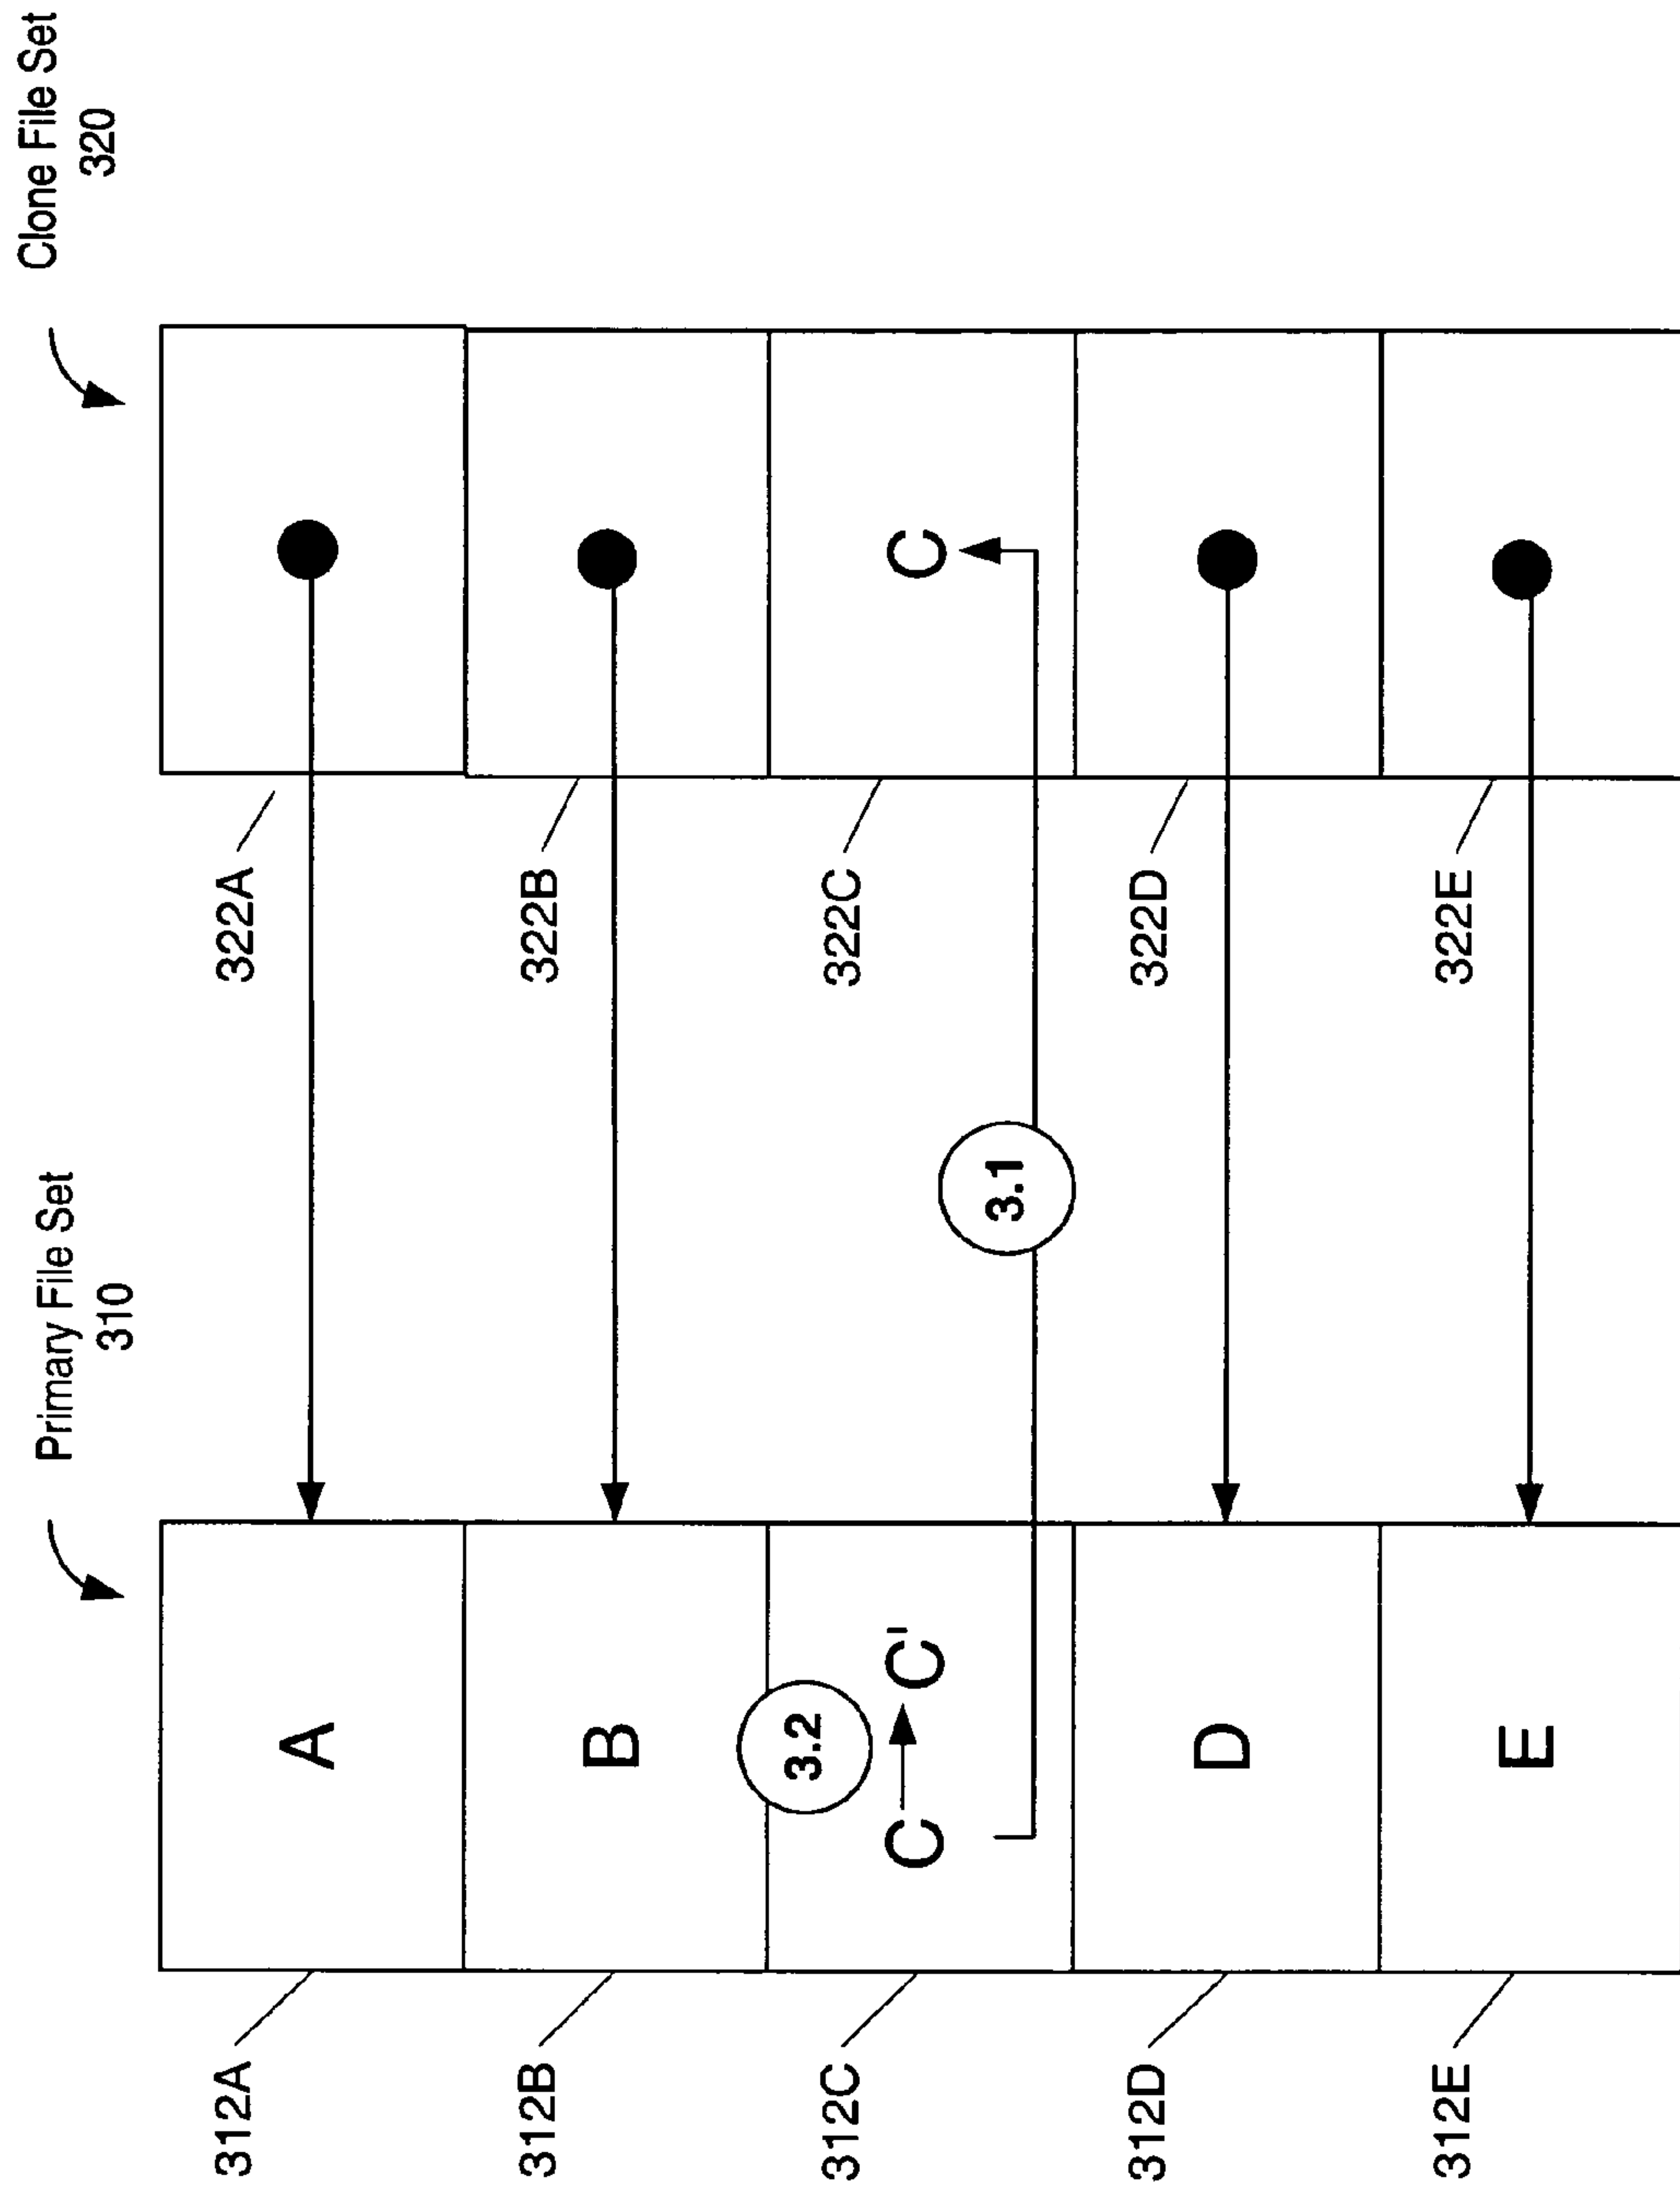 Primary File Set
310
Clone File Set
320
312A
A
322A
312B
B
322B
3.2
312C
C
C'
3.1
322C
C
312D
D
322D
312E
E
322E